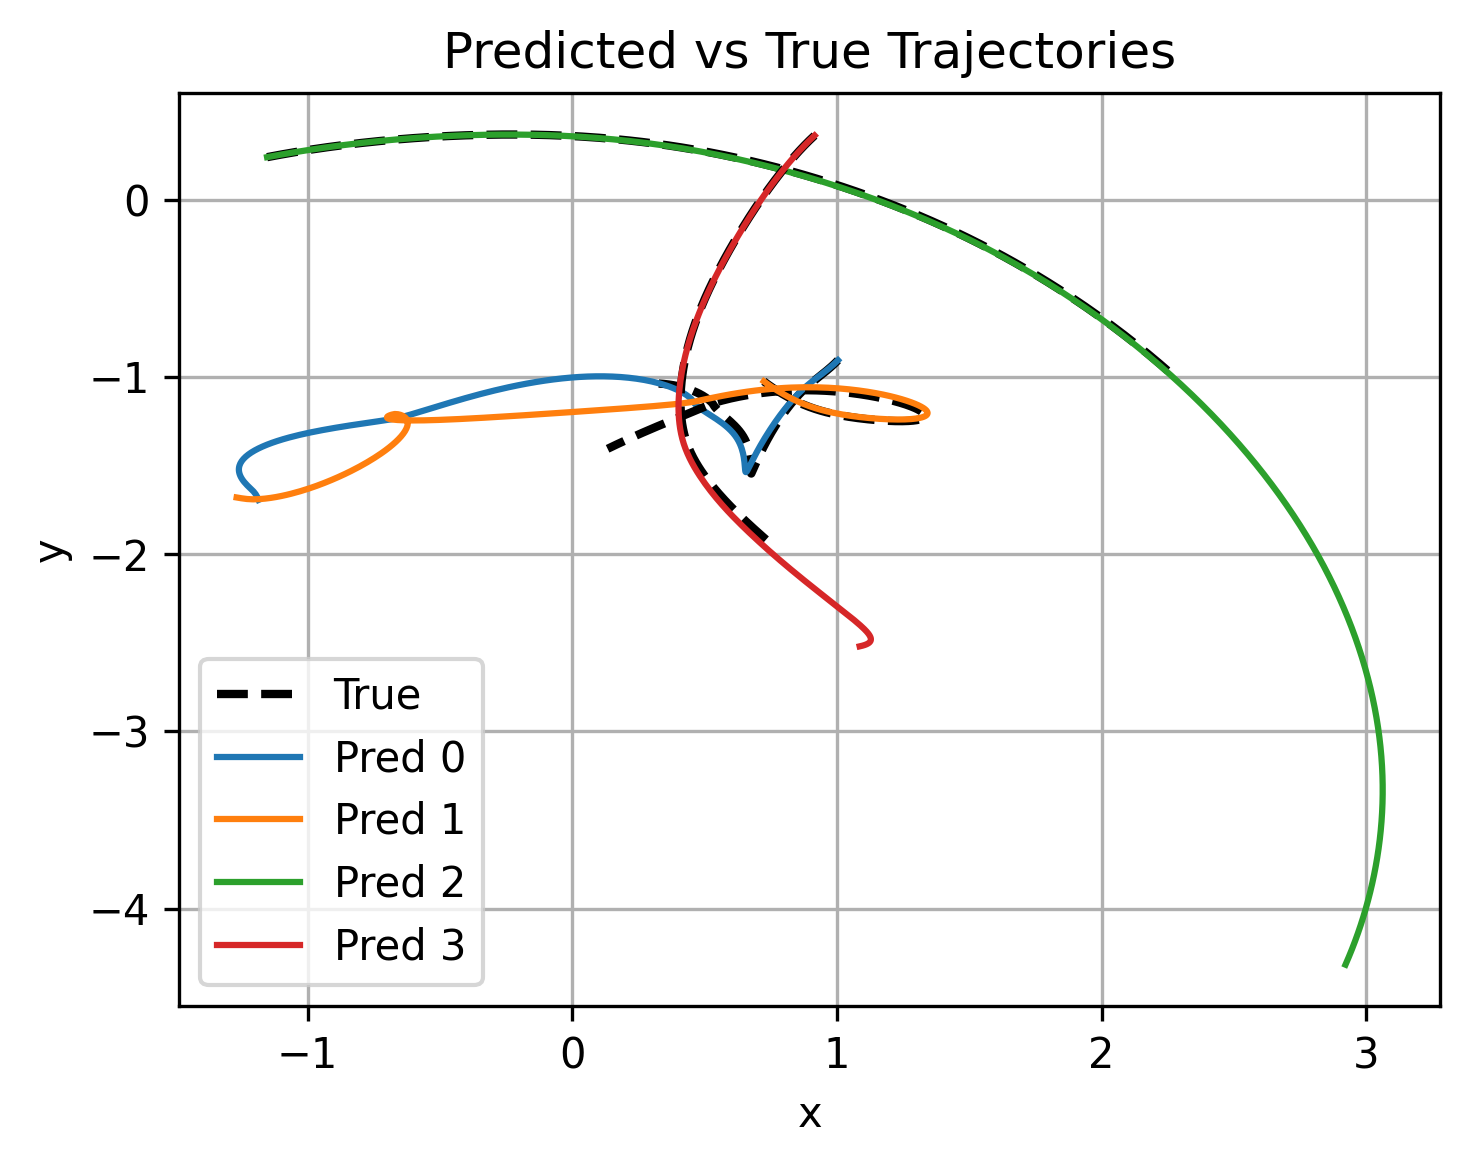 Predicted vs True Trajectories
y
0
−1
−2
−3
−4
True
Pred 0
Pred 1
Pred 2
Pred 3
−1 0 1 2 3
x